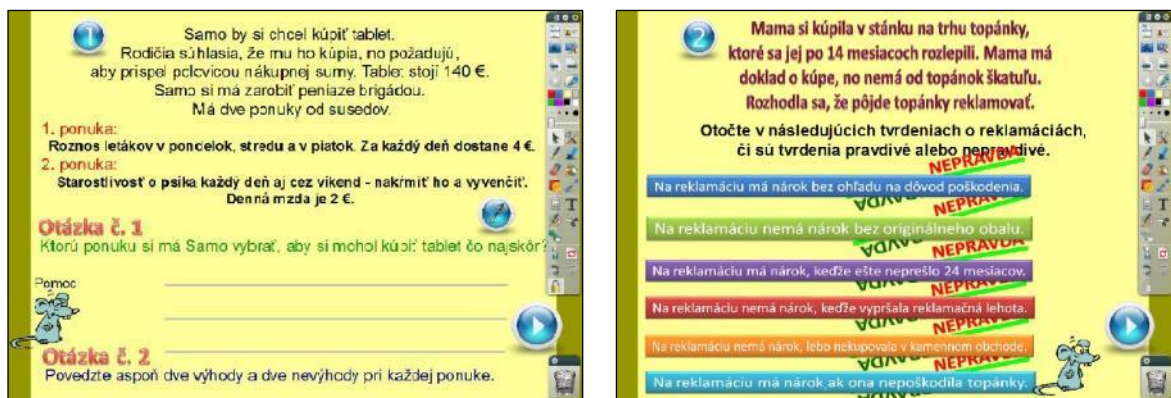 1
Samo by si chcel kúpiť tablet.
Rodičia súhlasia, že mu ho kúpia, no požadujú,
aby prispel polovicou nákupnej sumy. Tablet stojí 140 €.
Samo si má zarobiť peniaze brigádou.
Má dve ponuky od susedov.
1. ponuka:
Roznos letákov v pondelok, stredu a v piatok. Za každý deň dostane 4 €.
2. ponuka:
Starostlivosť o psíka každý deň aj cez víkend - nakŕmiť ho a vyvenčiť.
Denná mzda je 2 €.
Otázka č. 1
Ktorú ponuku si má Samo vybrať, aby si mohol kúpiť tablet čo najskôr?
Pomoc
Otázka č. 2
Povedzte aspoň dve výhody a dve nevýhody pri každej ponuke.
2
Mama si kúpila v stánku na trhu topánky,
ktoré sa jej po 14 mesiacoch rozlepili. Mama má
doklad o kúpe, no nemá od topánok škatuľu.
Rozhodla sa, že pôjde topánky reklamovať.
Otočte v následujúcich tvrdeniach o reklamáciách,
či sú tvrdenia pravdivé alebo nepravdivé.
NEPRAVDA
Na reklamáciu má nárok bez ohľadu na dôvod poškodenia.
PRAVDA NEPRAVDA
Na reklamáciu nemá nárok bez originálneho obalu.
PRAVDA NEPRAVDA
Na reklamáciu má nárok, keďže ešte neprešlo 24 mesiacov.
PRAVDA NEPRAVDA
Na reklamáciu nemá nárok, keďže vypršala reklamačná lehota.
PRAVDA NEPRAVDA
Na reklamáciu nemá nárok, lebo nekupovala v kamennom obchode.
PRAVDA NEPRAVDA
Na reklamáciu má nárok ak ona nepoškodila topánky.
PRAVDA